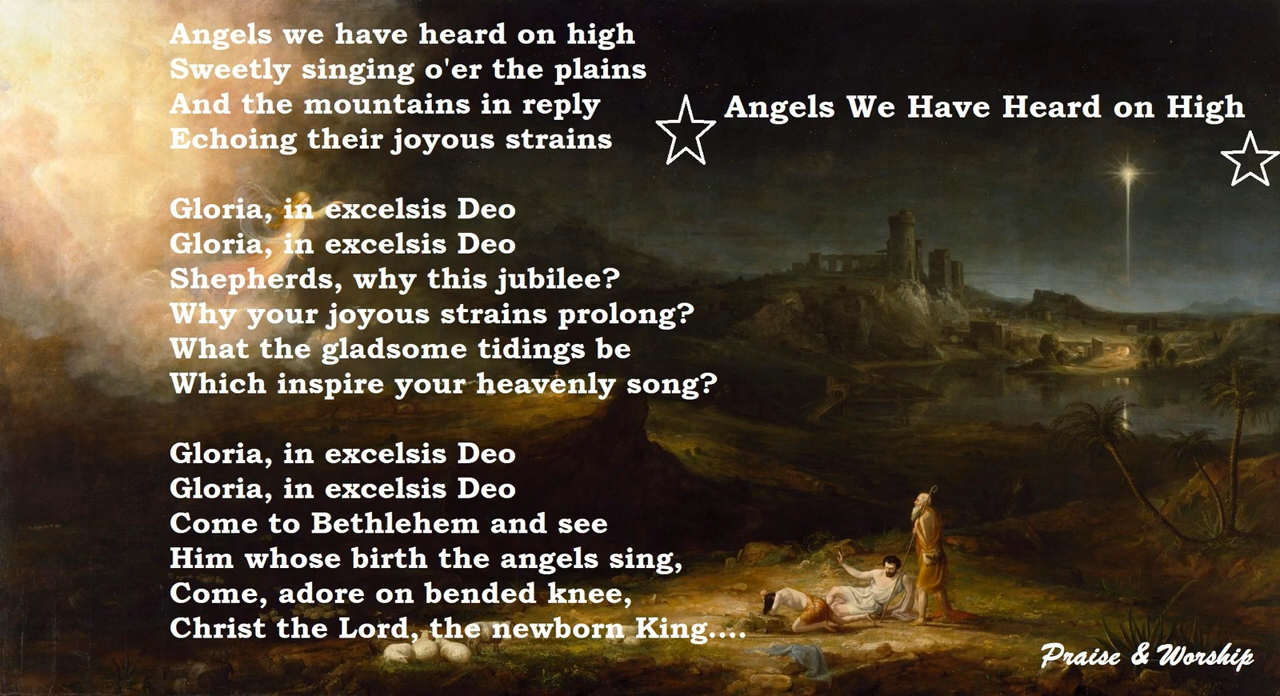 Angels we have heard on high
Sweetly singing o'er the plains
And the mountains in reply
Echoing their joyous strains

Gloria, in excelsis Deo
Gloria, in excelsis Deo
Shepherds, why this jubilee?
Why your joyous strains prolong?
What the gladsome tidings be
Which inspire your heavenly song?

Gloria, in excelsis Deo
Gloria, in excelsis Deo
Come to Bethlehem and see
Him whose birth the angels sing,
Come, adore on bended knee,
Christ the Lord, the newborn King....

Angels We Have Heard on High

Praise & Worship